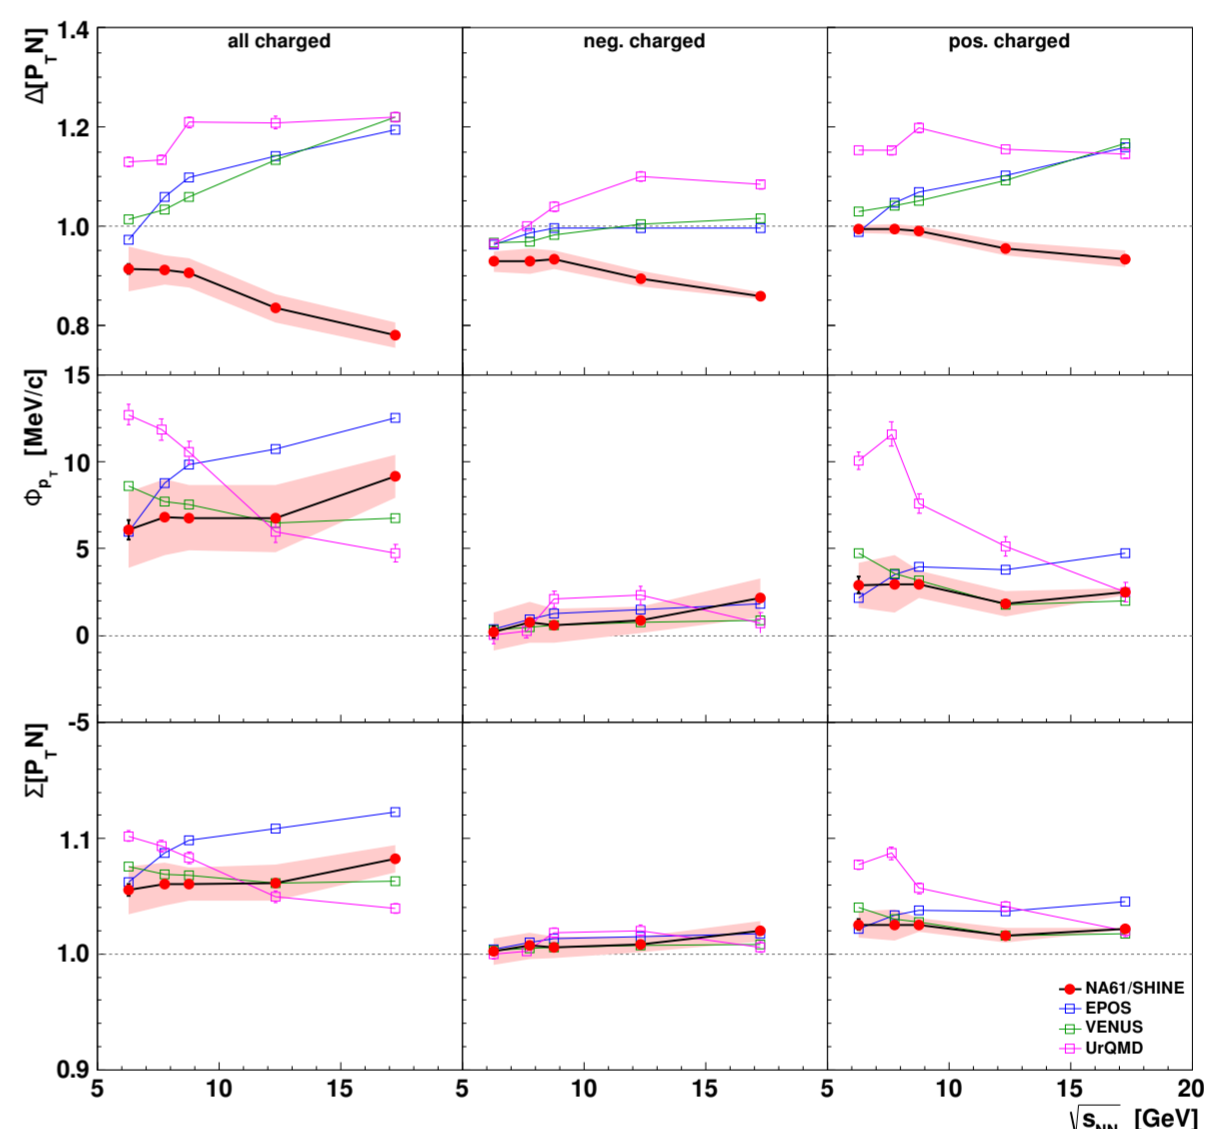 all charged
neg. charged
pos. charged
Δ[P_T N]
1.4
1.2
1.0
0.8
Φ_{p_T} [MeV/c]
15
10
5
0
-5
Σ[P_T N]
1.1
1.0
0.9
NA61/SHINE
EPOS
VENUS
UrQMD
5 10 15 5 10 15 5 10 15 20
√s_NN [GeV]